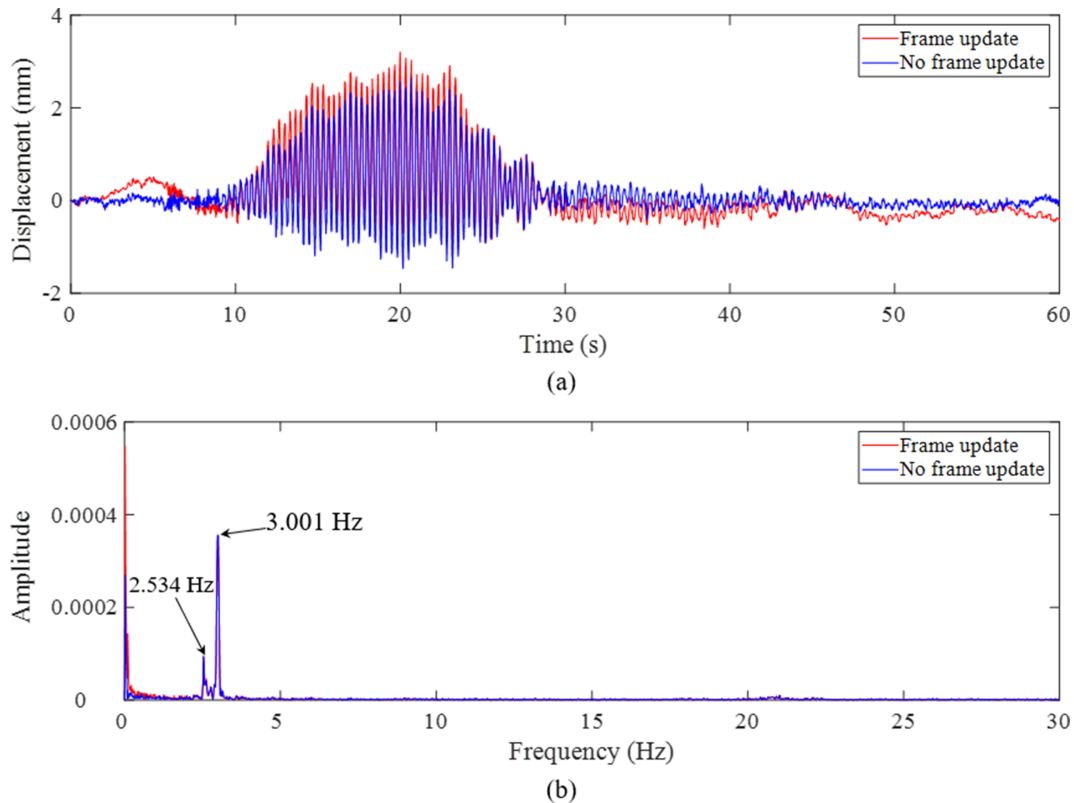 4
2
0
-2
Displacement (mm)
Frame update
No frame update
0 10 20 30 40 50 60
Time (s)
(a)
0.0006
0.0004
0.0002
0
Amplitude
Frame update
No frame update
3.001 Hz
2.534 Hz
0 5 10 15 20 25 30
Frequency (Hz)
(b)